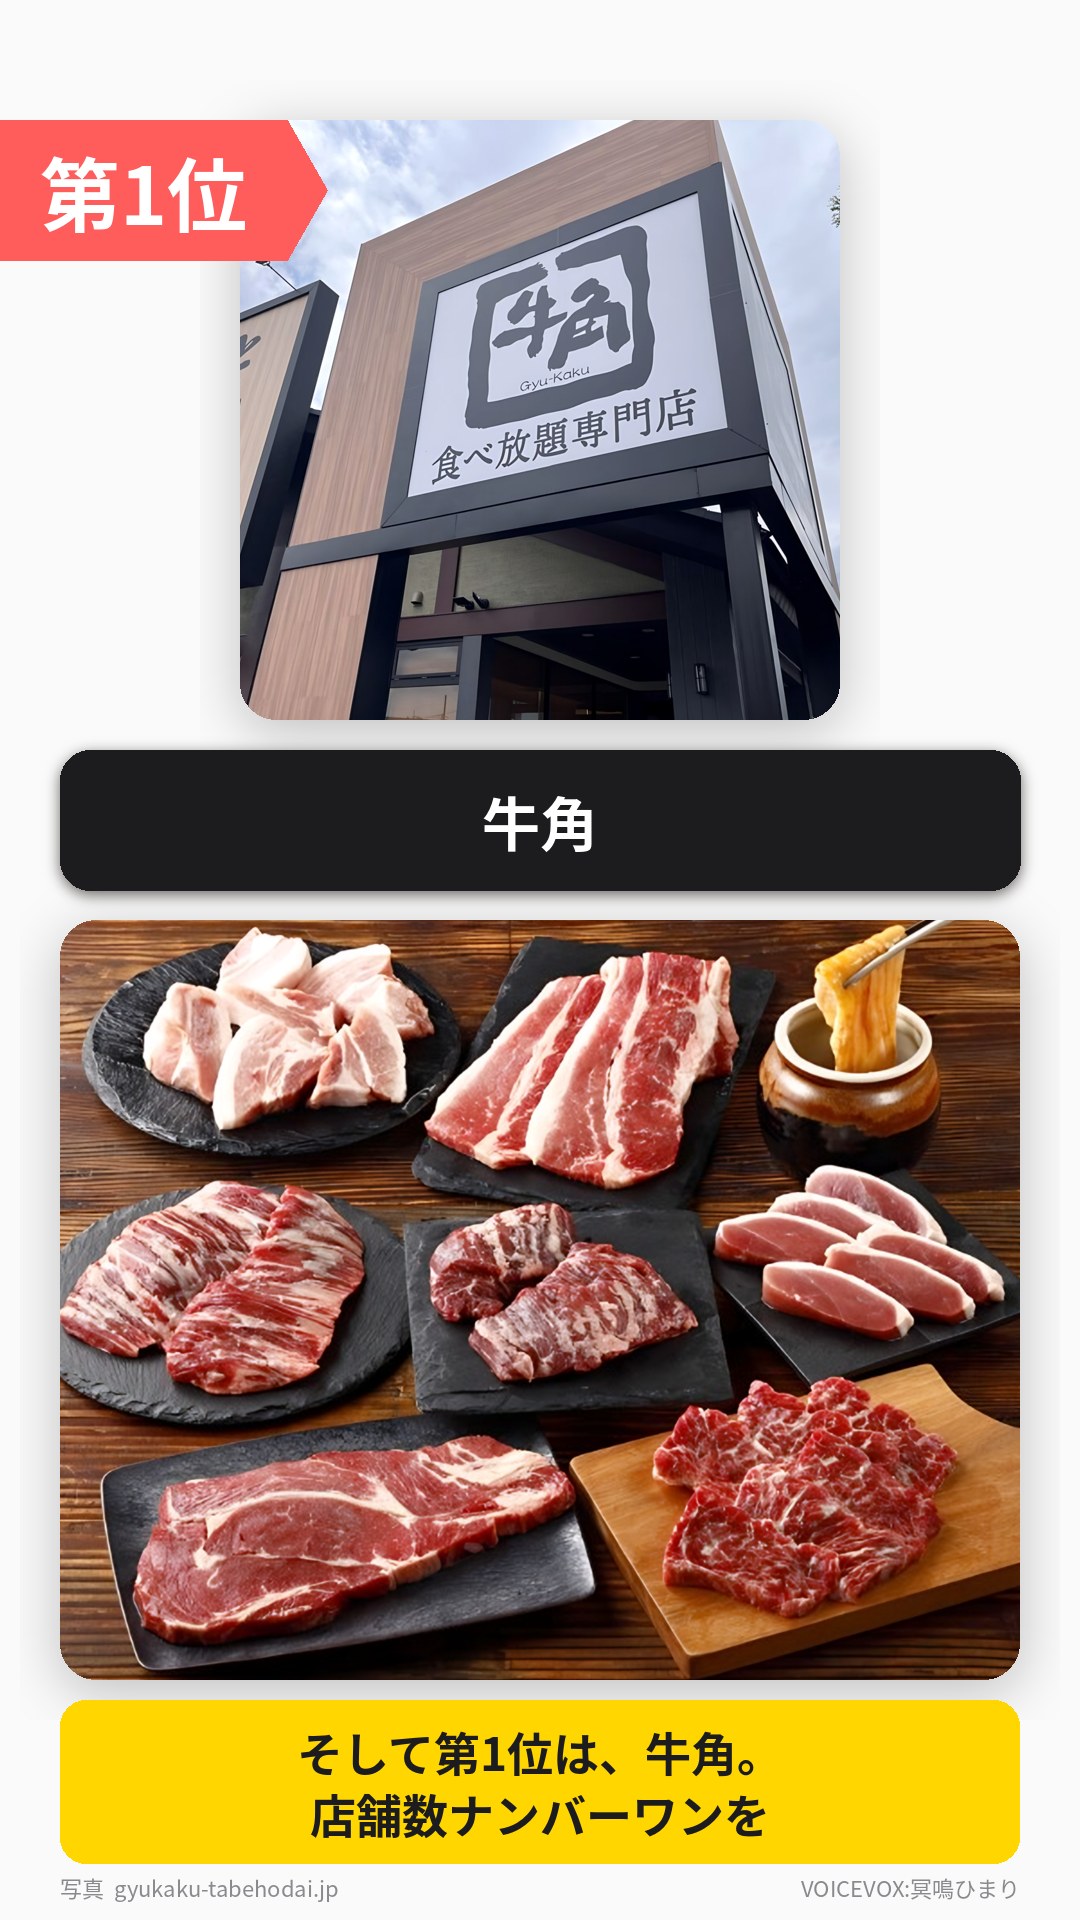 第1位
牛角
Gyu-Kaku
食べ放題専門店
牛角
そして第1位は、牛角。
店舗数ナンバーワンを
写真 gyukaku-tabehodai.jp
VOICEVOX:冥鳴ひまり